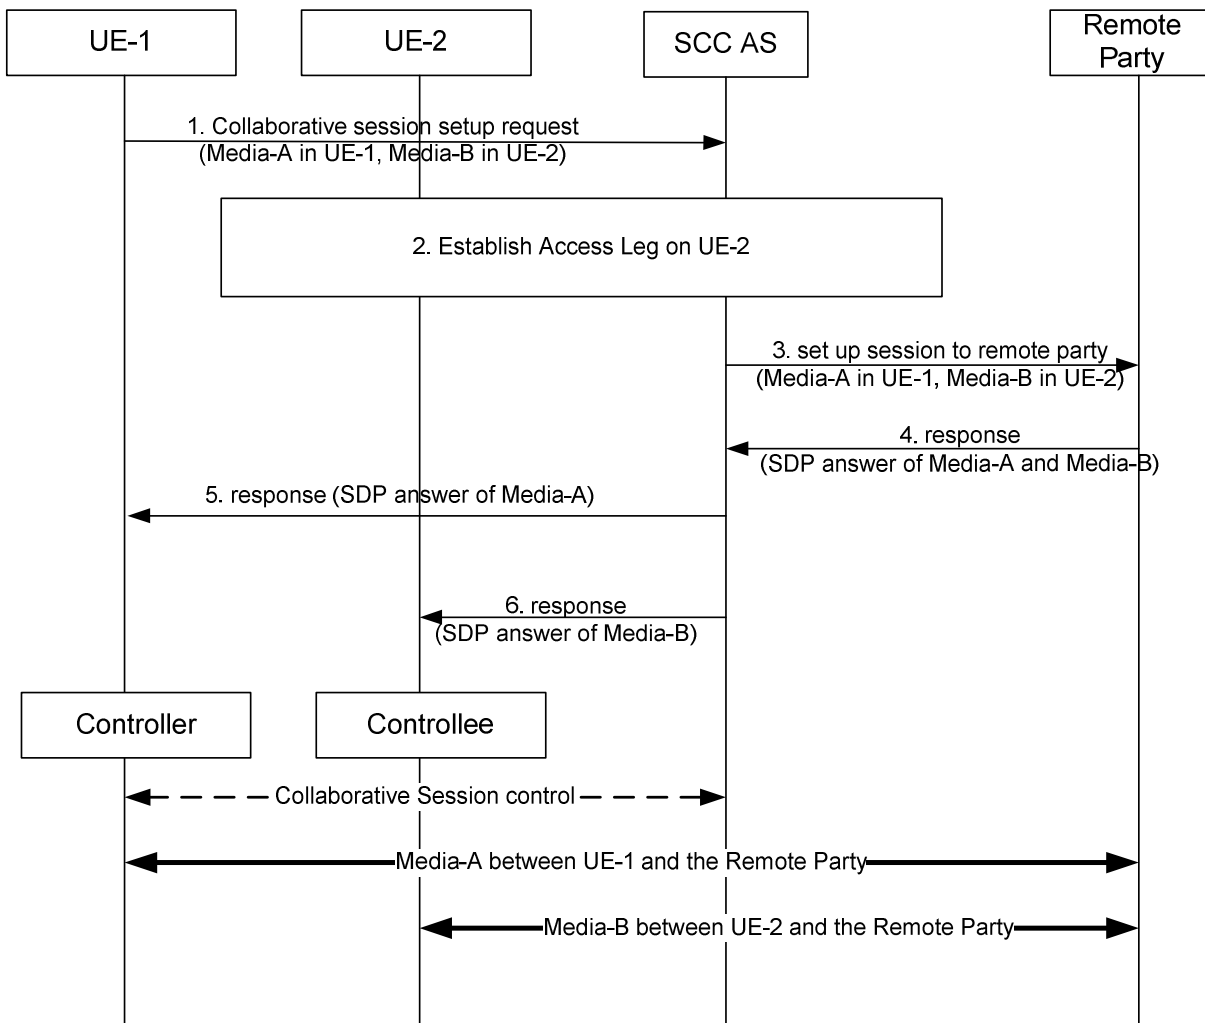 UE-1
UE-2
SCC AS
Remote
Party
1. Collaborative session setup request
(Media-A in UE-1, Media-B in UE-2)
2. Establish Access Leg on UE-2
3. set up session to remote party
(Media-A in UE-1, Media-B in UE-2)
4. response
(SDP answer of Media-A and Media-B)
5. response (SDP answer of Media-A)
6. response
(SDP answer of Media-B)
Controller
Controllee
Collaborative Session control
Media-A between UE-1 and the Remote Party
Media-B between UE-2 and the Remote Party